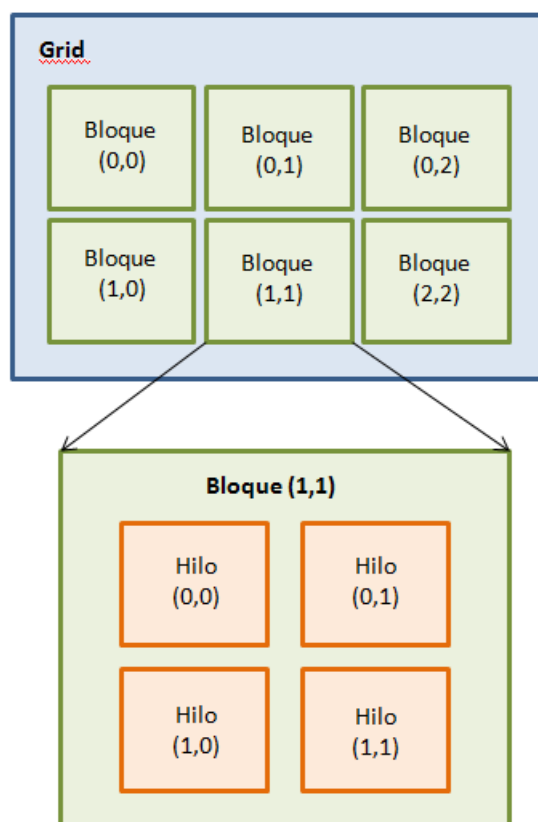 Grid
Bloque
(0,0)
Bloque
(0,1)
Bloque
(0,2)
Bloque
(1,0)
Bloque
(1,1)
Bloque
(2,2)
Bloque (1,1)
Hilo
(0,0)
Hilo
(0,1)
Hilo
(1,0)
Hilo
(1,1)